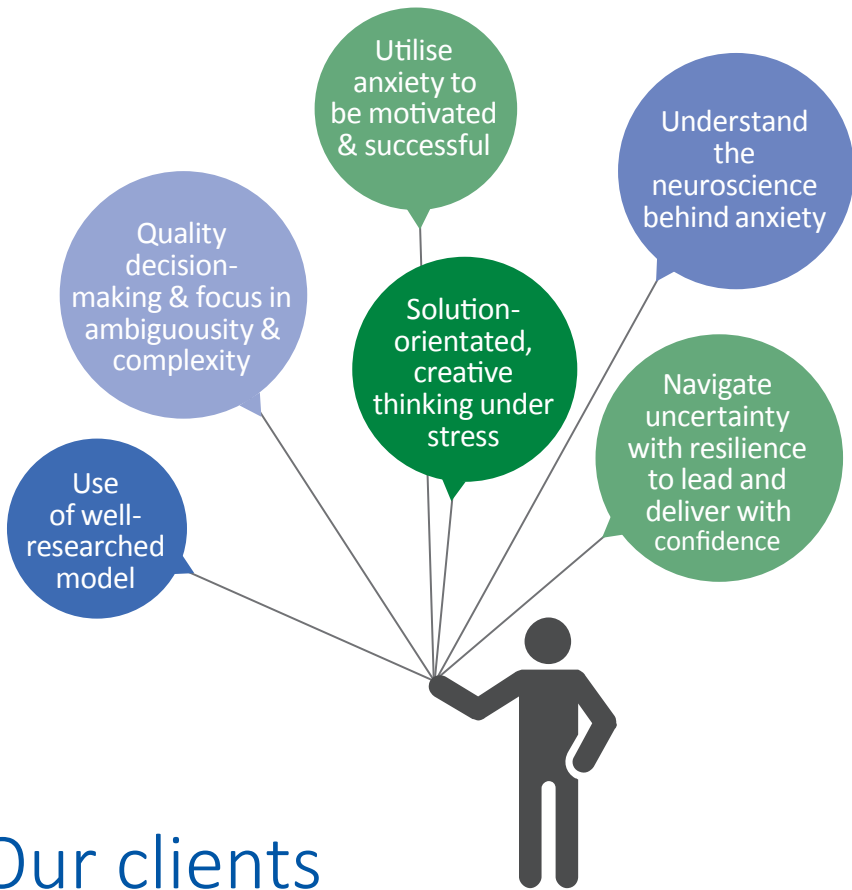 Utilise
anxiety to
be motivated
& successful
Understand
the
neuroscience
behind anxiety
Quality
decision-
making & focus in
ambiguousity &
complexity
Solution-
orientated,
creative
thinking under
stress
Navigate
uncertainty
with resilience
to lead and
deliver with
confidence
Use
of well-
researched
model
Our clients